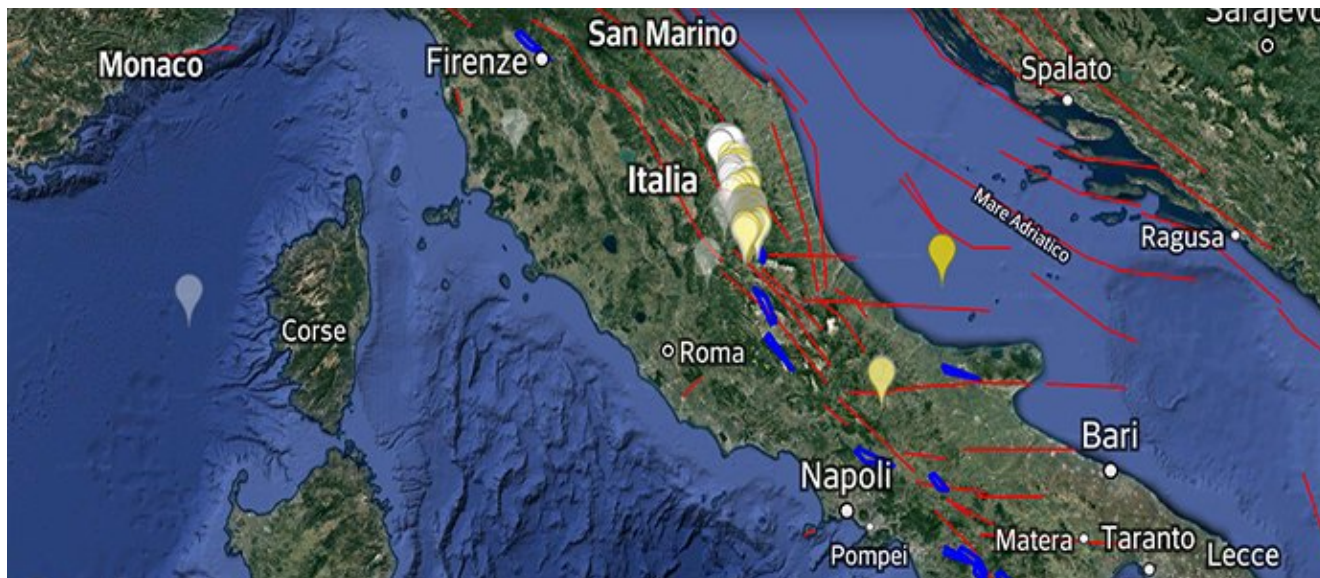 Sarajevo
San Marino
Firenze
Monaco
Spalato
Italia
Mare Adriatico
Ragusa
Corse
Roma
Bari
Napoli
Pompei
Matera
Taranto
Lecce